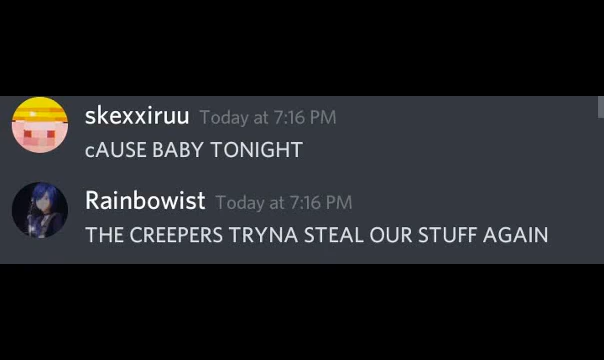 skexxiruu Today at 7:16 PM
cAUSE BABY TONIGHT
Rainbowist Today at 7:16 PM
THE CREEPERS TRYNA STEAL OUR STUFF AGAIN